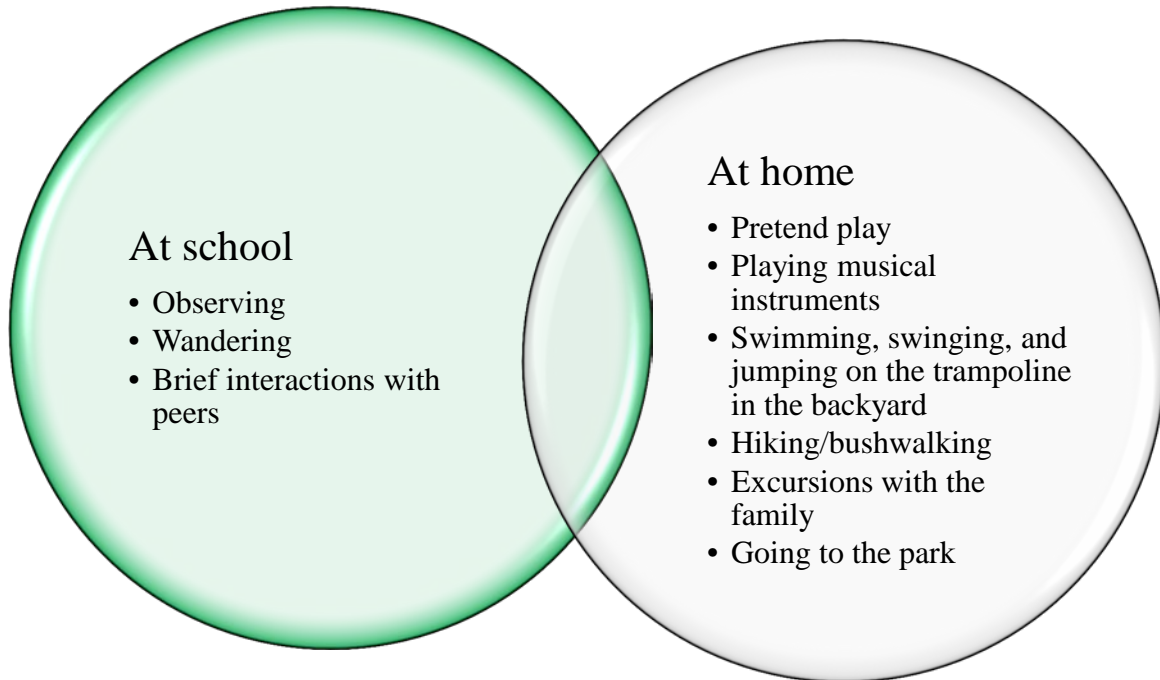 At school
• Observing
• Wandering
• Brief interactions with
peers
At home
• Pretend play
• Playing musical
instruments
• Swimming, swinging, and
jumping on the trampoline
in the backyard
• Hiking/bushwalking
• Excursions with the
family
• Going to the park